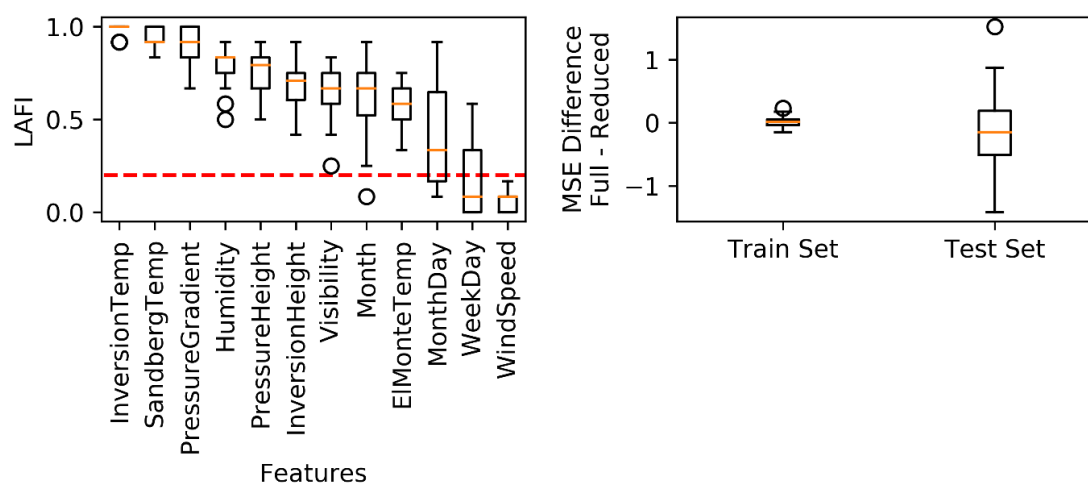 LAFI
1.0
0.5
0.0
InversionTemp
SandbergTemp
PressureGradient
Humidity
PressureHeight
InversionHeight
Visibility
Month
ElMonteTemp
MonthDay
WeekDay
WindSpeed
Features
MSE Difference
Full - Reduced
1
0
−1
Train Set
Test Set